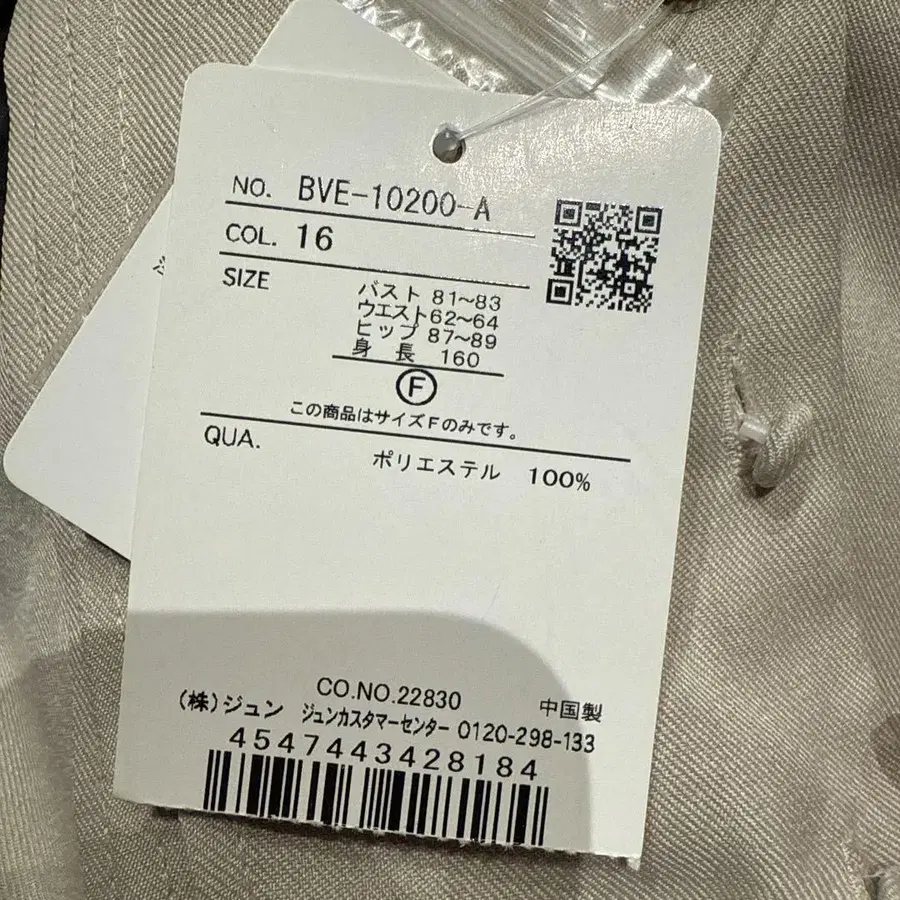 NO. BVE-10200-A
COL. 16
SIZE
バスト 81~83
ウエスト62~64
ヒップ 87~89
身 長 160
Ⓕ
この商品はサイズFのみです。
QUA.
ポリエステル 100%
CO.NO.22830
中国製
(株)ジュン ジュンカスタマーセンター 0120-298-133
4547443428184